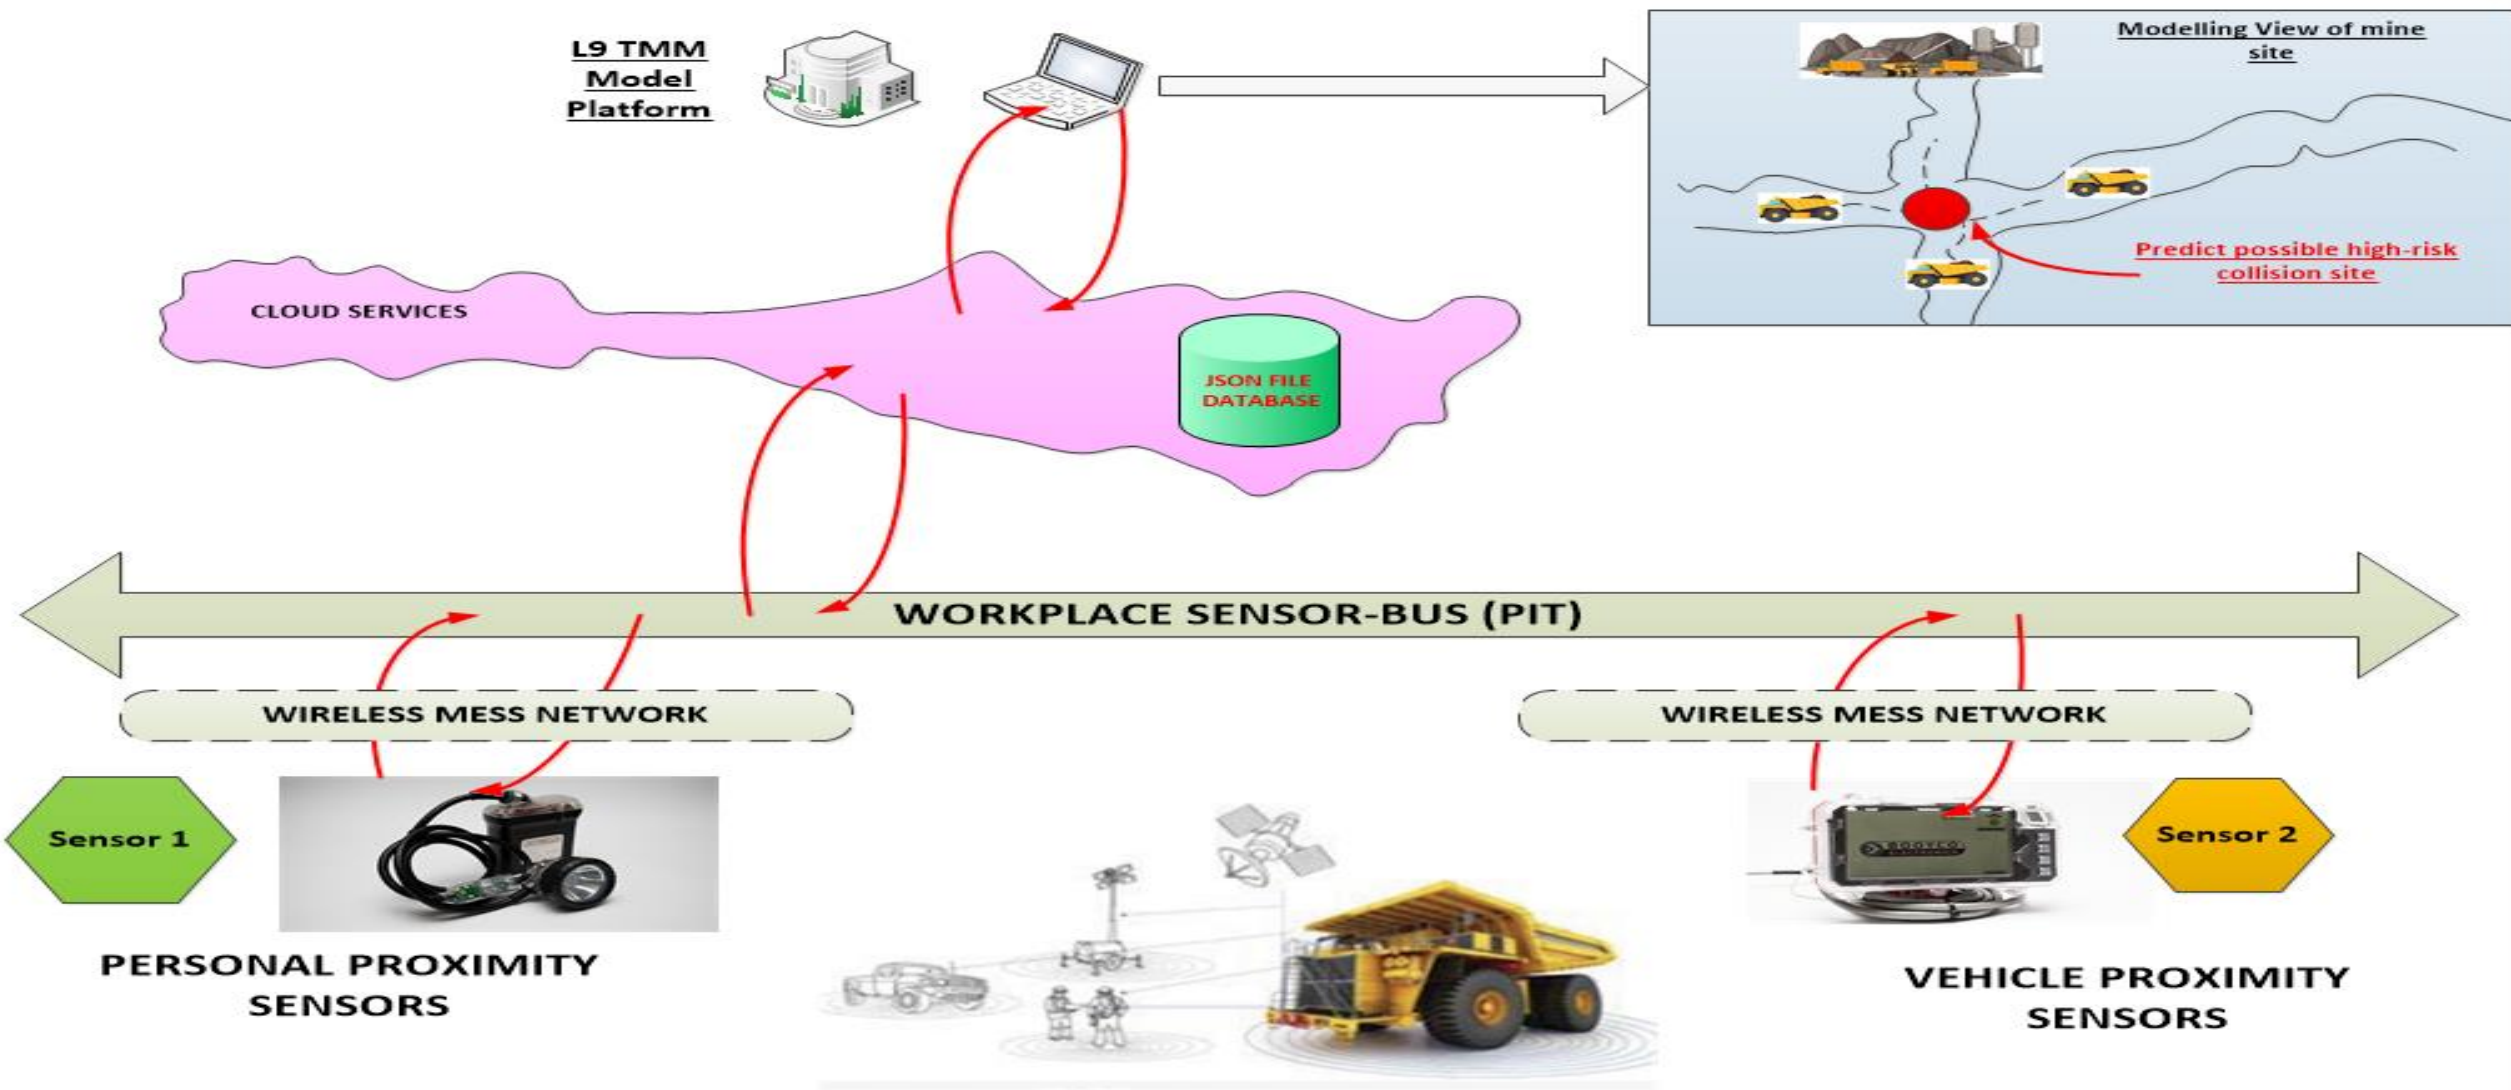 L9 TMM
Model
Platform
Modelling View of mine
site
Predict possible high-risk
collision site
CLOUD SERVICES
JSON FILE
DATABASE
WORKPLACE SENSOR-BUS (PIT)
WIRELESS MESS NETWORK
WIRELESS MESS NETWORK
Sensor 1
Sensor 2
PERSONAL PROXIMITY
SENSORS
VEHICLE PROXIMITY
SENSORS